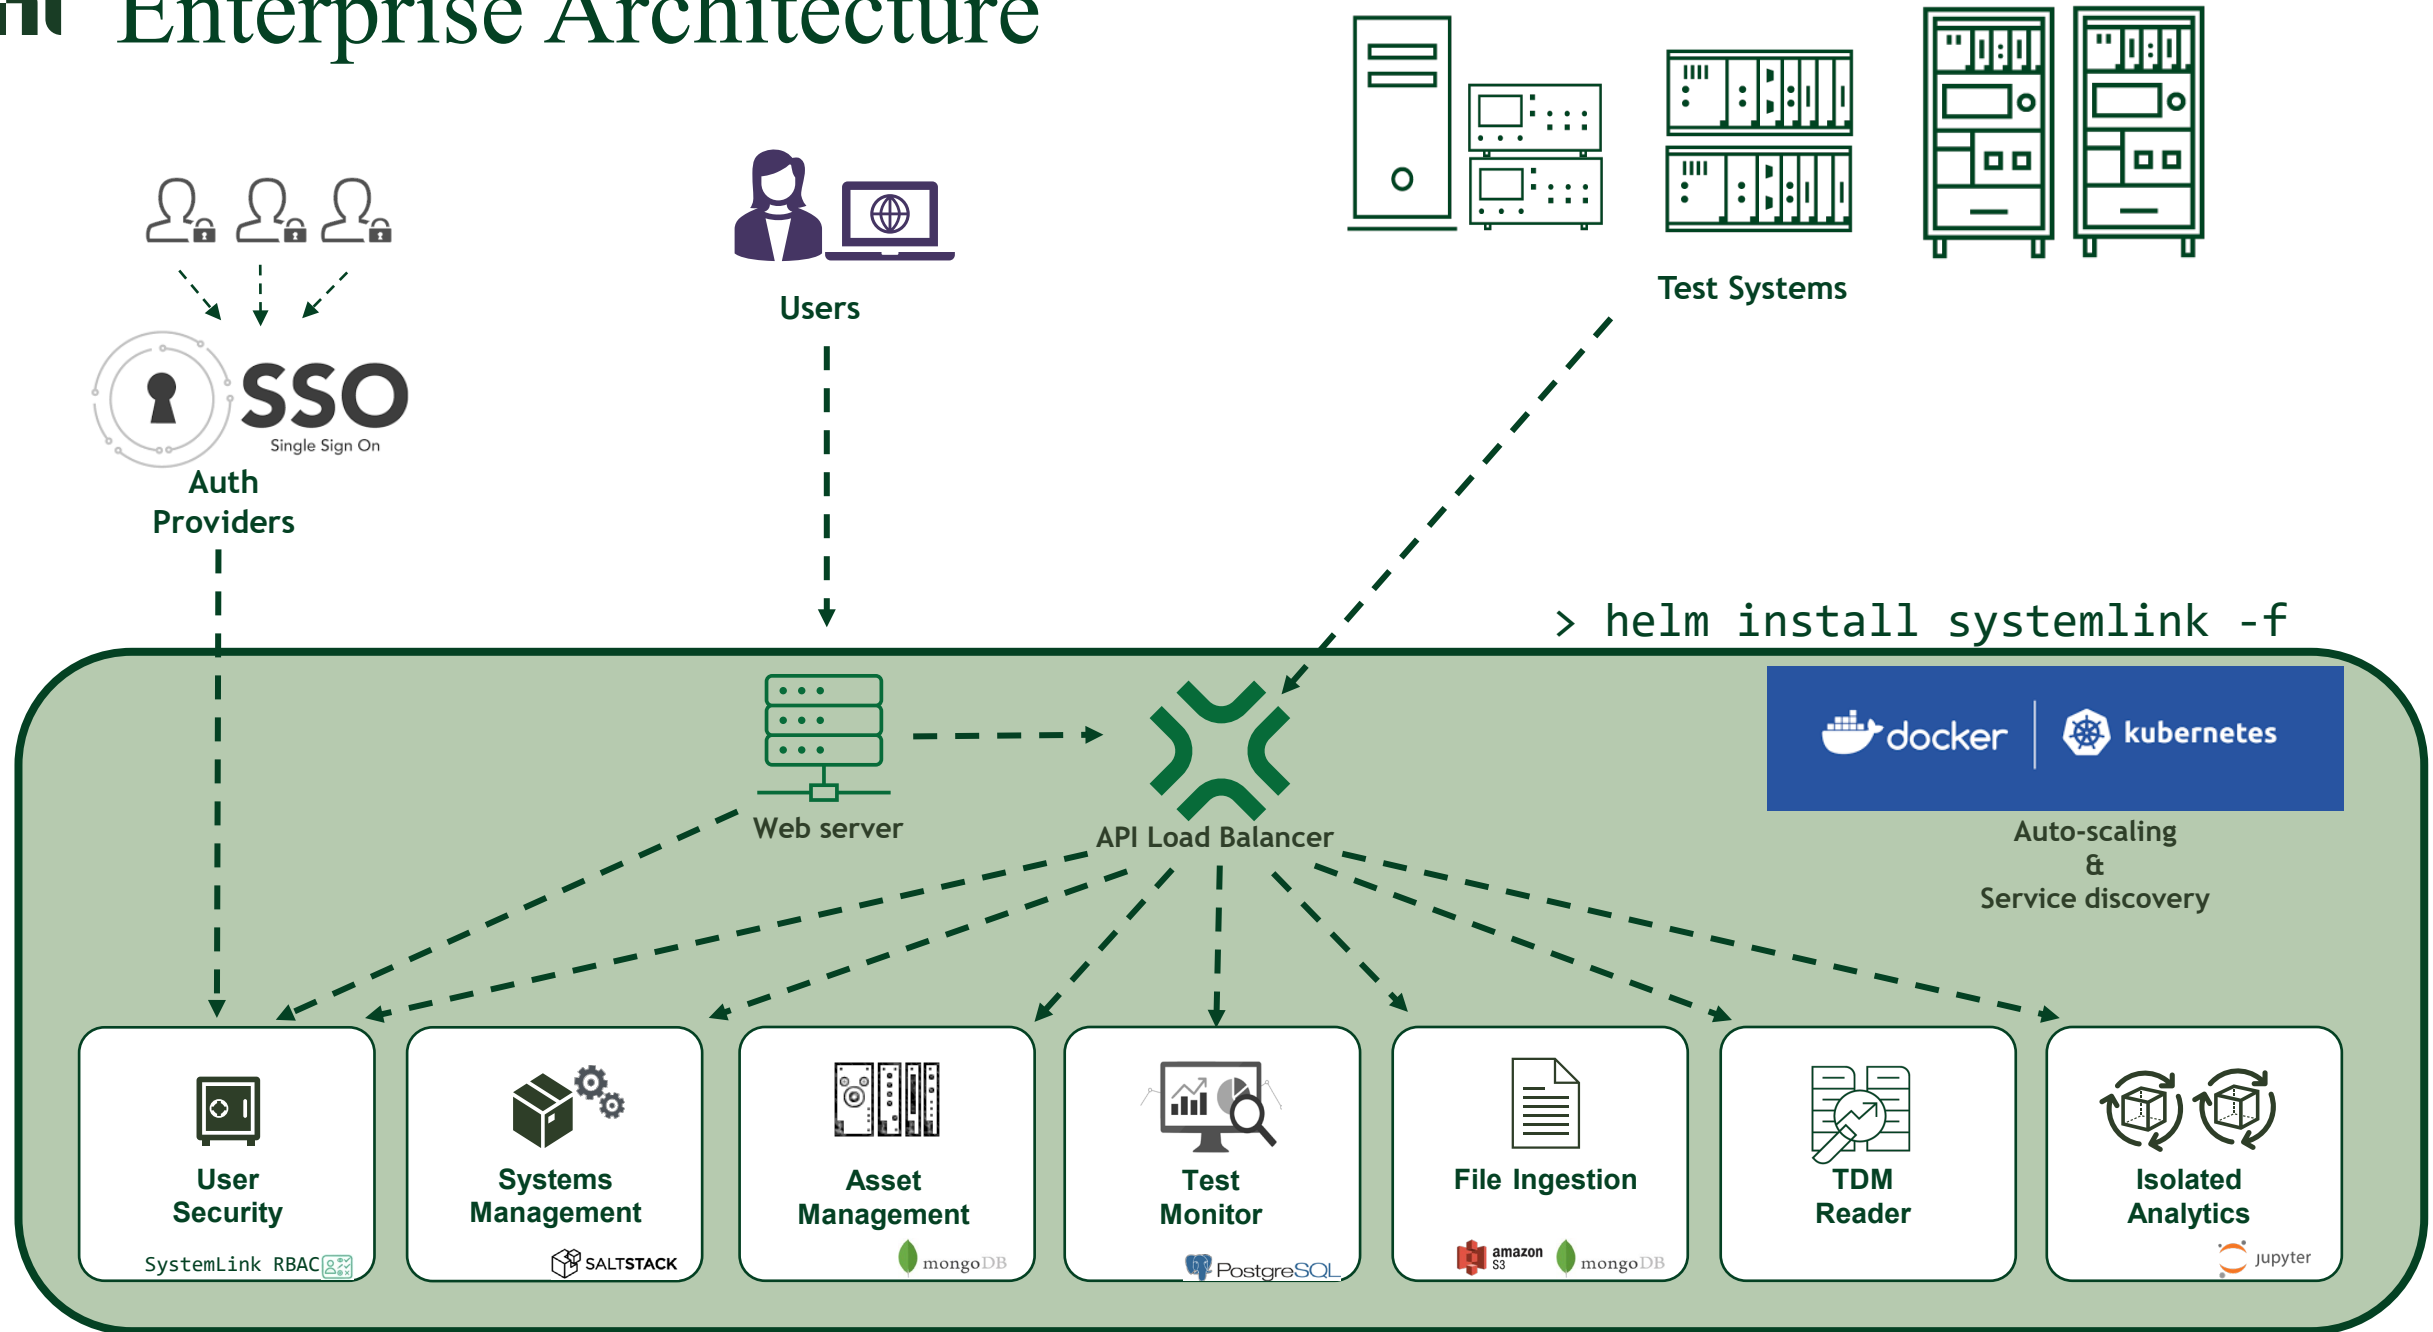 Enterprise Architecture
SSO
Single Sign On
Auth
Providers
Users
Test Systems
> helm install systemlink -f
docker
kubernetes
Auto-scaling
&
Service discovery
Web server
API Load Balancer
User
Security
SystemLink RBAC
Systems
Management
SALTSTACK
Asset
Management
mongoDB
Test
Monitor
PostgreSQL
File Ingestion
amazon
S3
mongoDB
TDM
Reader
Isolated
Analytics
jupyter